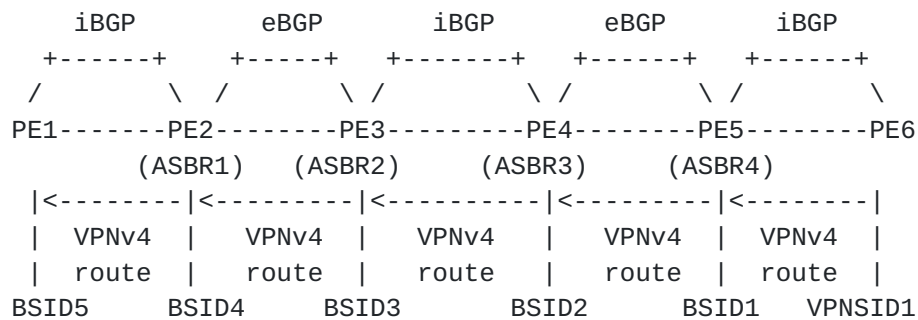 iBGP eBGP iBGP eBGP iBGP
+------+ +-----+ +-------+ +------+ +------+
/ \ / \ / \ / \ / \
PE1-------PE2--------PE3---------PE4--------PE5--------PE6
(ASBR1) (ASBR2) (ASBR3) (ASBR4)
|<--------|<---------|<----------|<---------|<--------|
| VPNv4 | VPNv4 | VPNv4 | VPNv4 | VPNv4 |
| route | route | route | route | route |
BSID5 BSID4 BSID3 BSID2 BSID1 VPNSID1